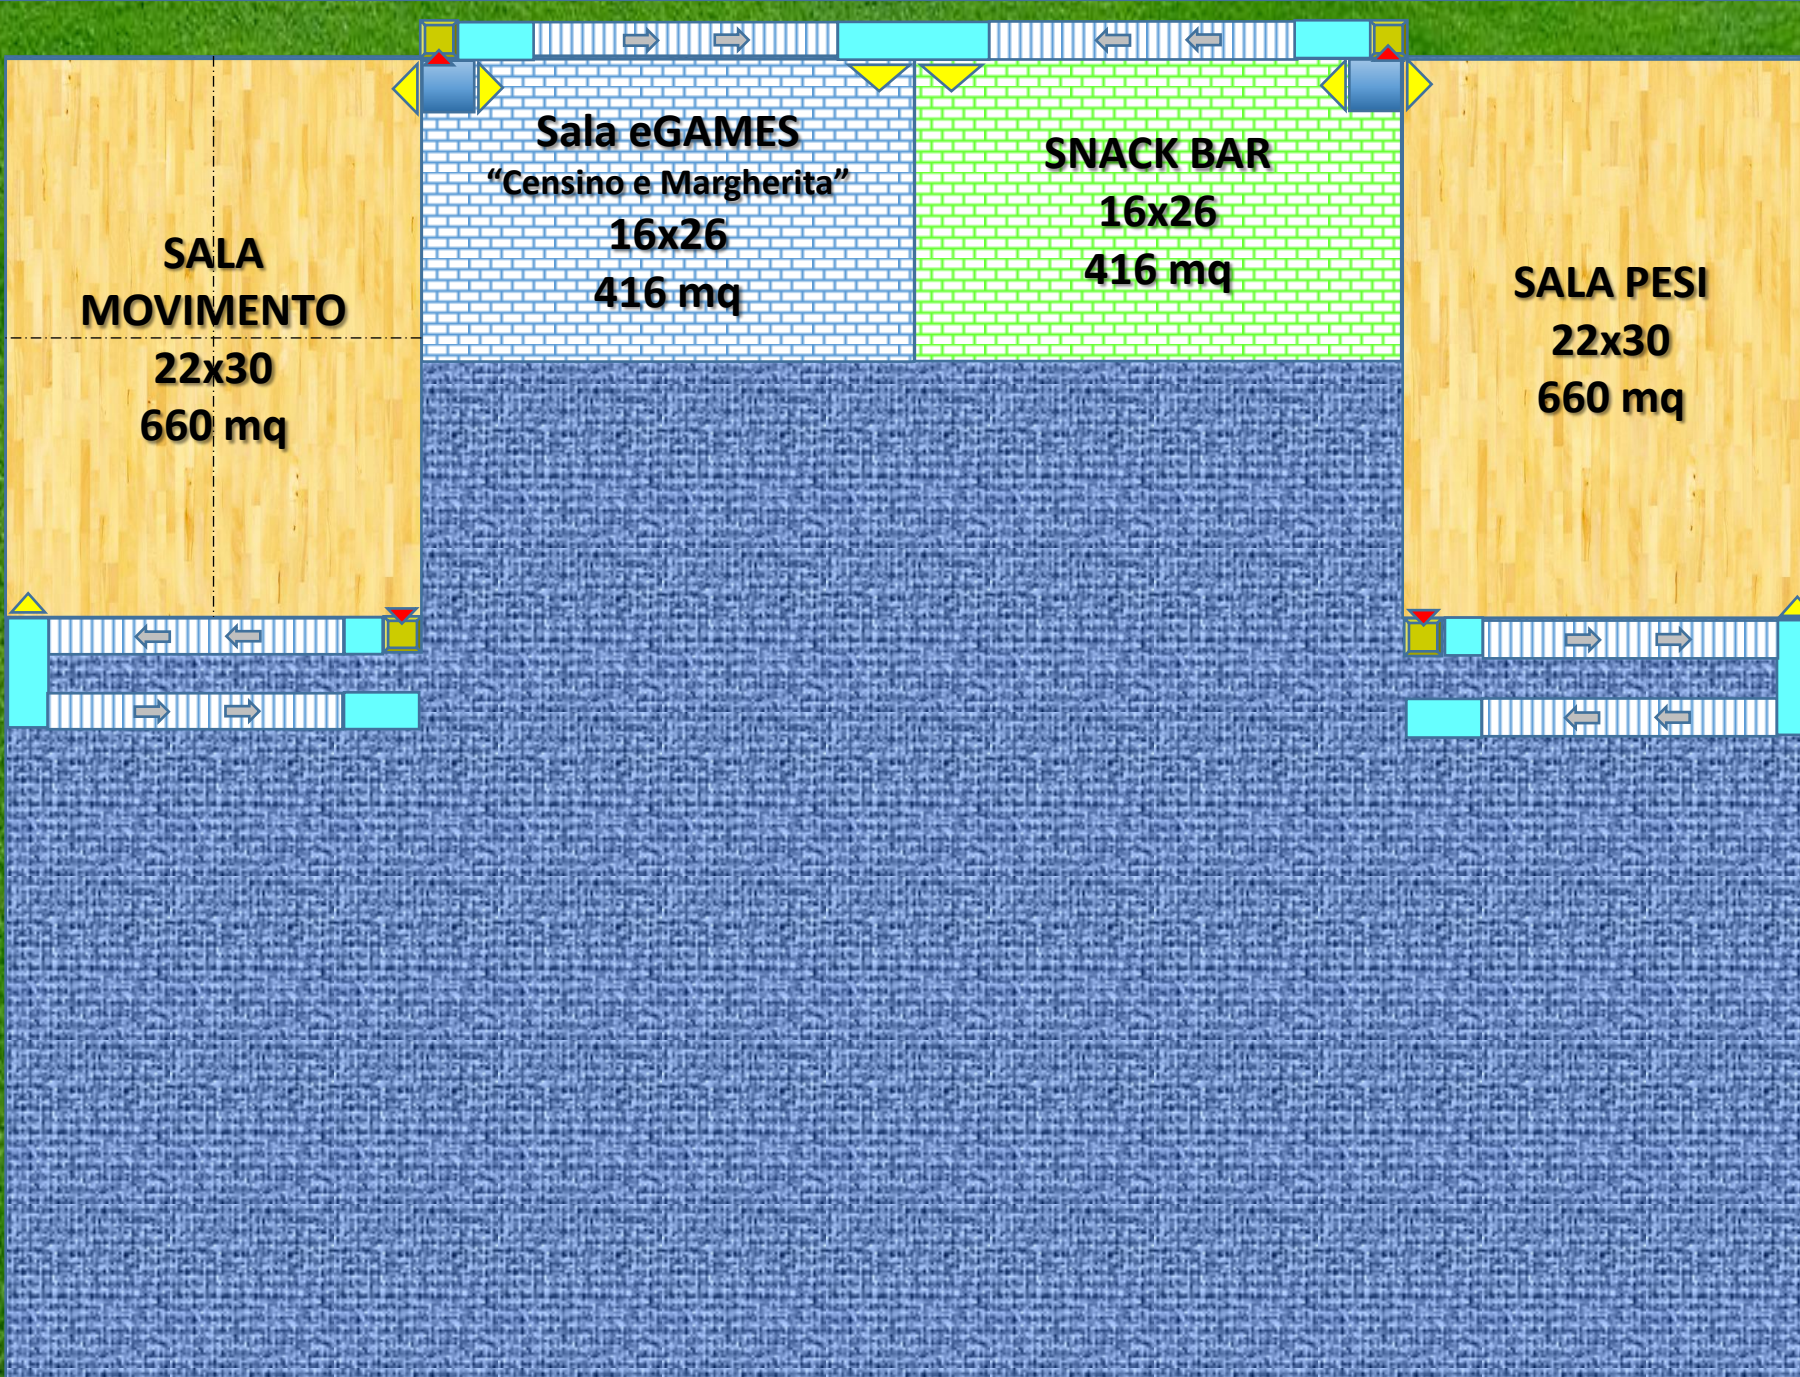 SALA
MOVIMENTO
22x30
660 mq
Sala eGAMES
“Censino e Margherita”
16x26
416 mq
SNACK BAR
16x26
416 mq
SALA PESI
22x30
660 mq